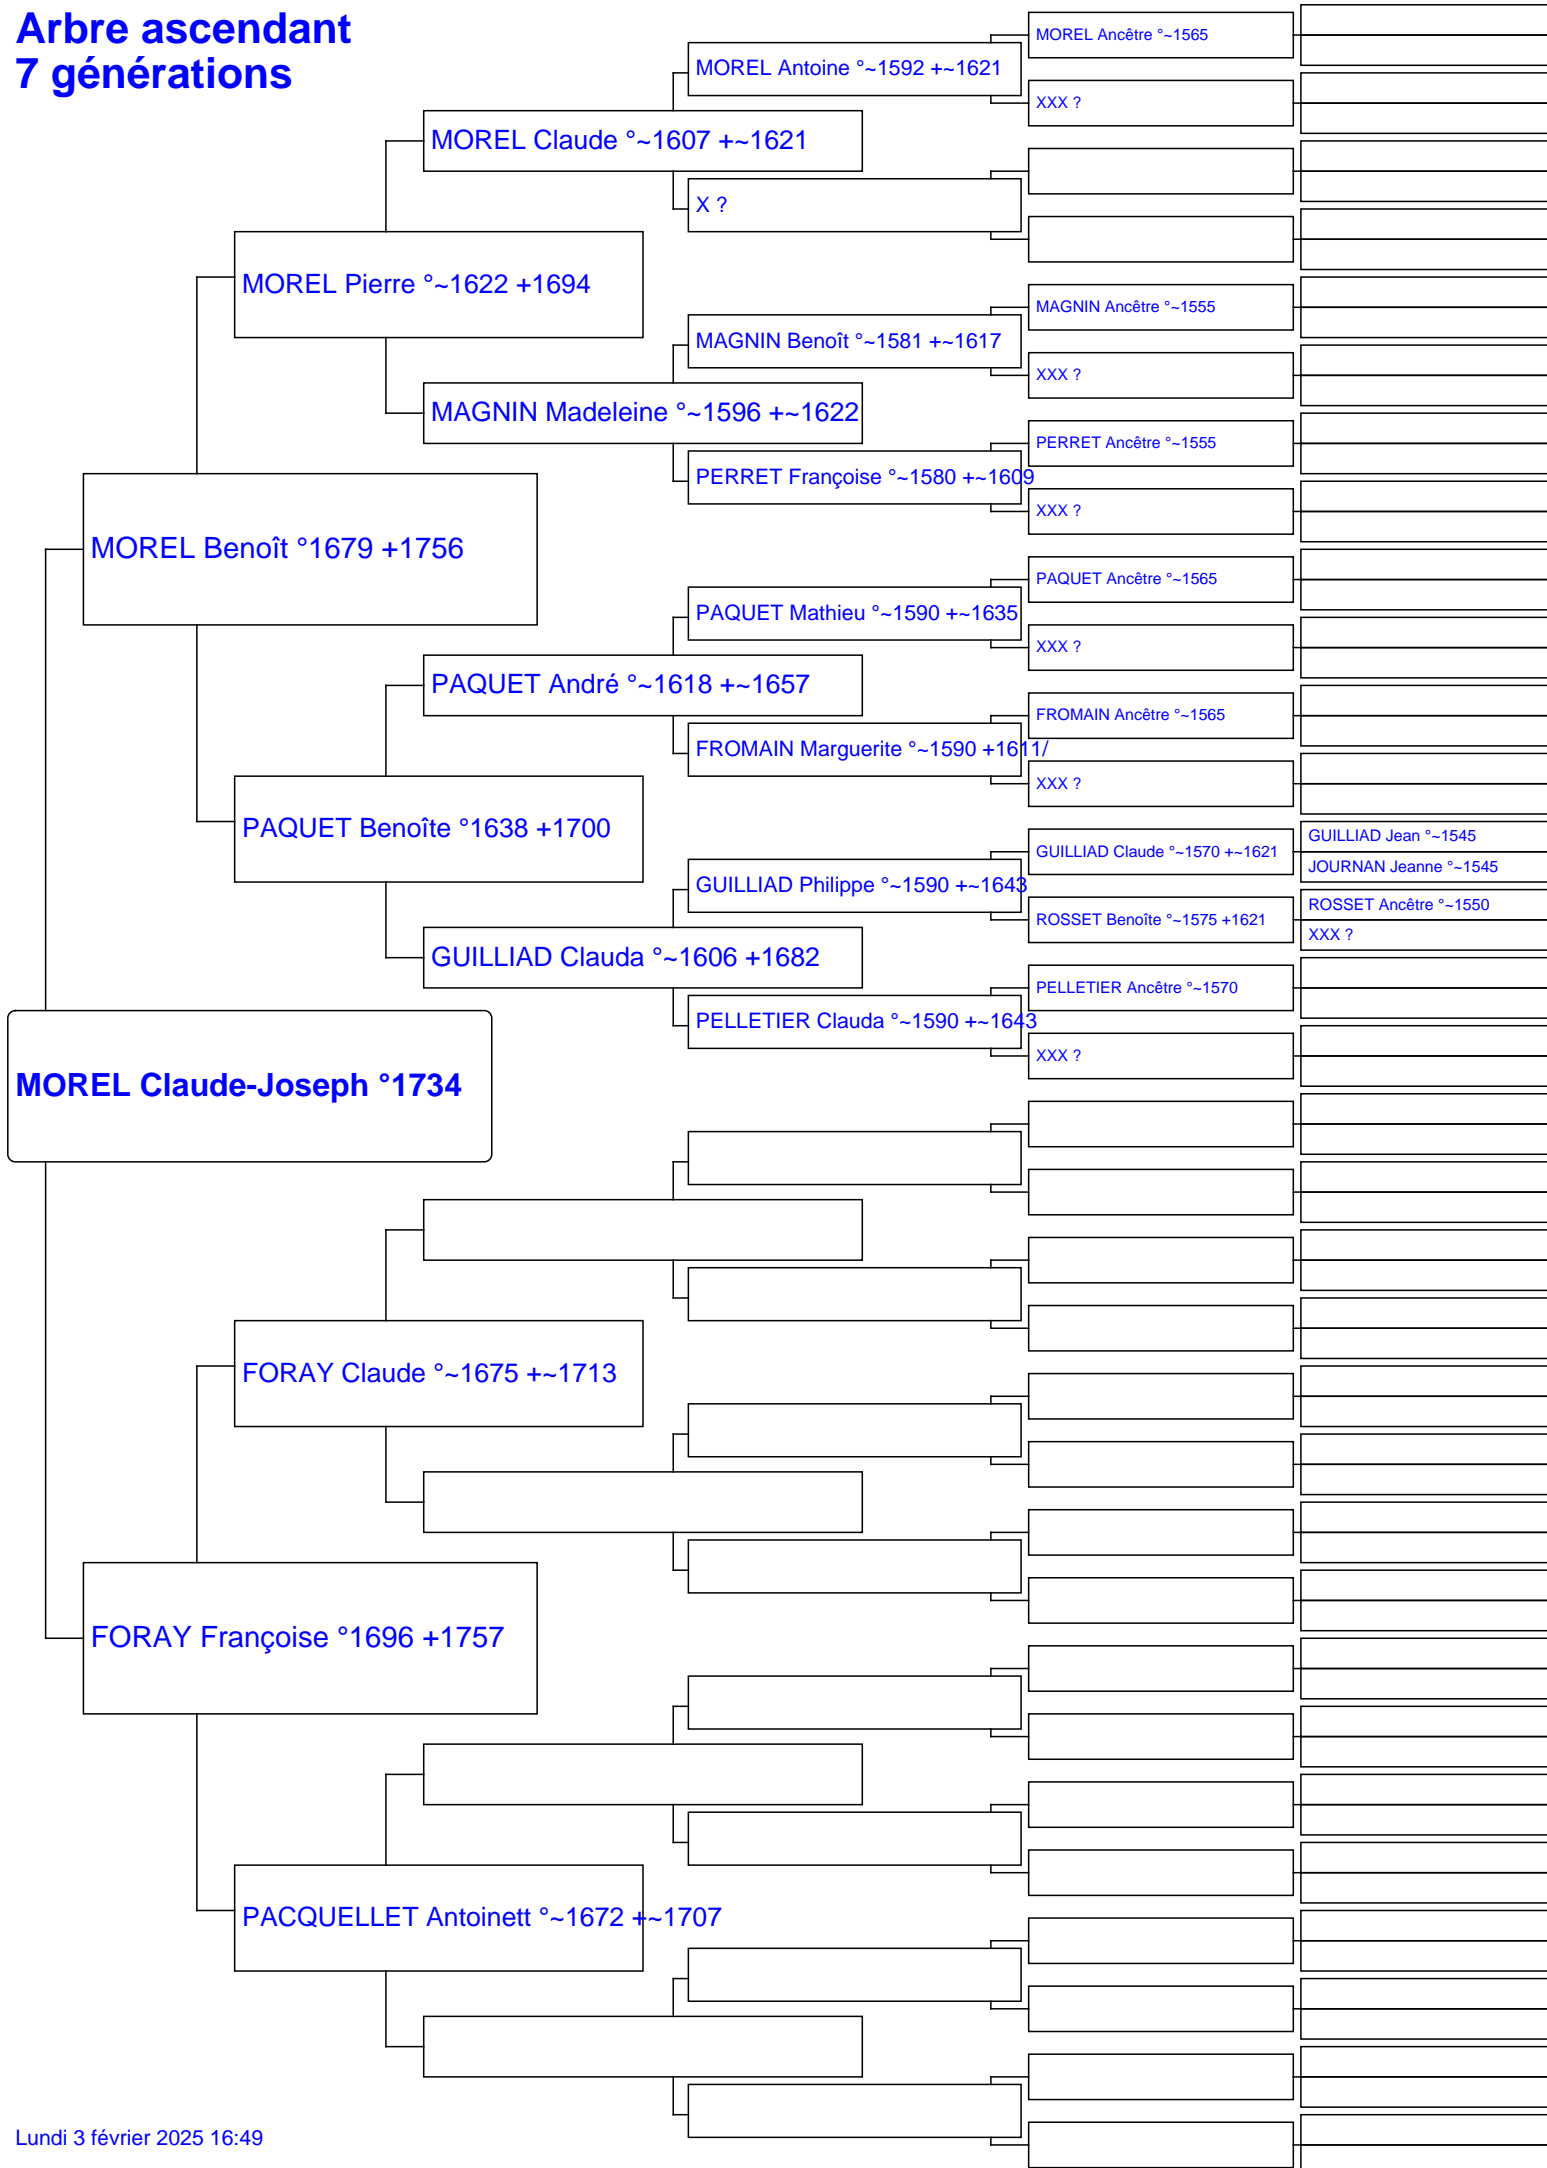 Arbre ascendant
7 générations
MOREL Ancêtre °~1565
MOREL Antoine °~1592 +~1621
XXX ?
MOREL Claude °~1607 +~1621
X ?
MOREL Pierre °~1622 +1694
MAGNIN Ancêtre °~1555
MAGNIN Benoît °~1581 +~1617
XXX ?
MAGNIN Madeleine °~1596 +~1622
PERRET Ancêtre °~1555
PERRET Françoise °~1580 +~1609
XXX ?
MOREL Benoît °1679 +1756
PAQUET Ancêtre °~1565
PAQUET Mathieu °~1590 +~1635
XXX ?
PAQUET André °~1618 +~1657
FROMAIN Ancêtre °~1565
FROMAIN Marguerite °~1590 +1611/
XXX ?
PAQUET Benoîte °1638 +1700
GUILLIAD Jean °~1545
GUILLIAD Claude °~1570 +~1621
JOURNAN Jeanne °~1545
GUILLIAD Philippe °~1590 +~1643
ROSSET Ancêtre °~1550
ROSSET Benoîte °~1575 +1621
XXX ?
GUILLIAD Clauda °~1606 +1682
PELLETIER Ancêtre °~1570
PELLETIER Clauda °~1590 +~1643
XXX ?
MOREL Claude-Joseph °1734
FORAY Claude °~1675 +~1713
FORAY Françoise °1696 +1757
PACQUELLET Antoinett °~1672 +~1707
Lundi 3 février 2025 16:49